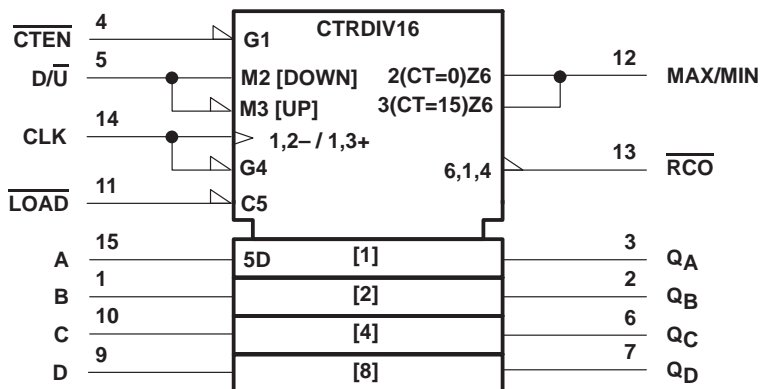 CTRDIV16
4
CTEN
G1
5
D/U
M2 [DOWN]
2(CT=0)Z6
12
MAX/MIN
M3 [UP]
3(CT=15)Z6
14
CLK
1,2– / 1,3+
13
RCO
G4
6,1,4
11
LOAD
C5
15
A
5D
[1]
3
QA
1
B
[2]
2
QB
10
C
[4]
6
QC
9
D
[8]
7
QD